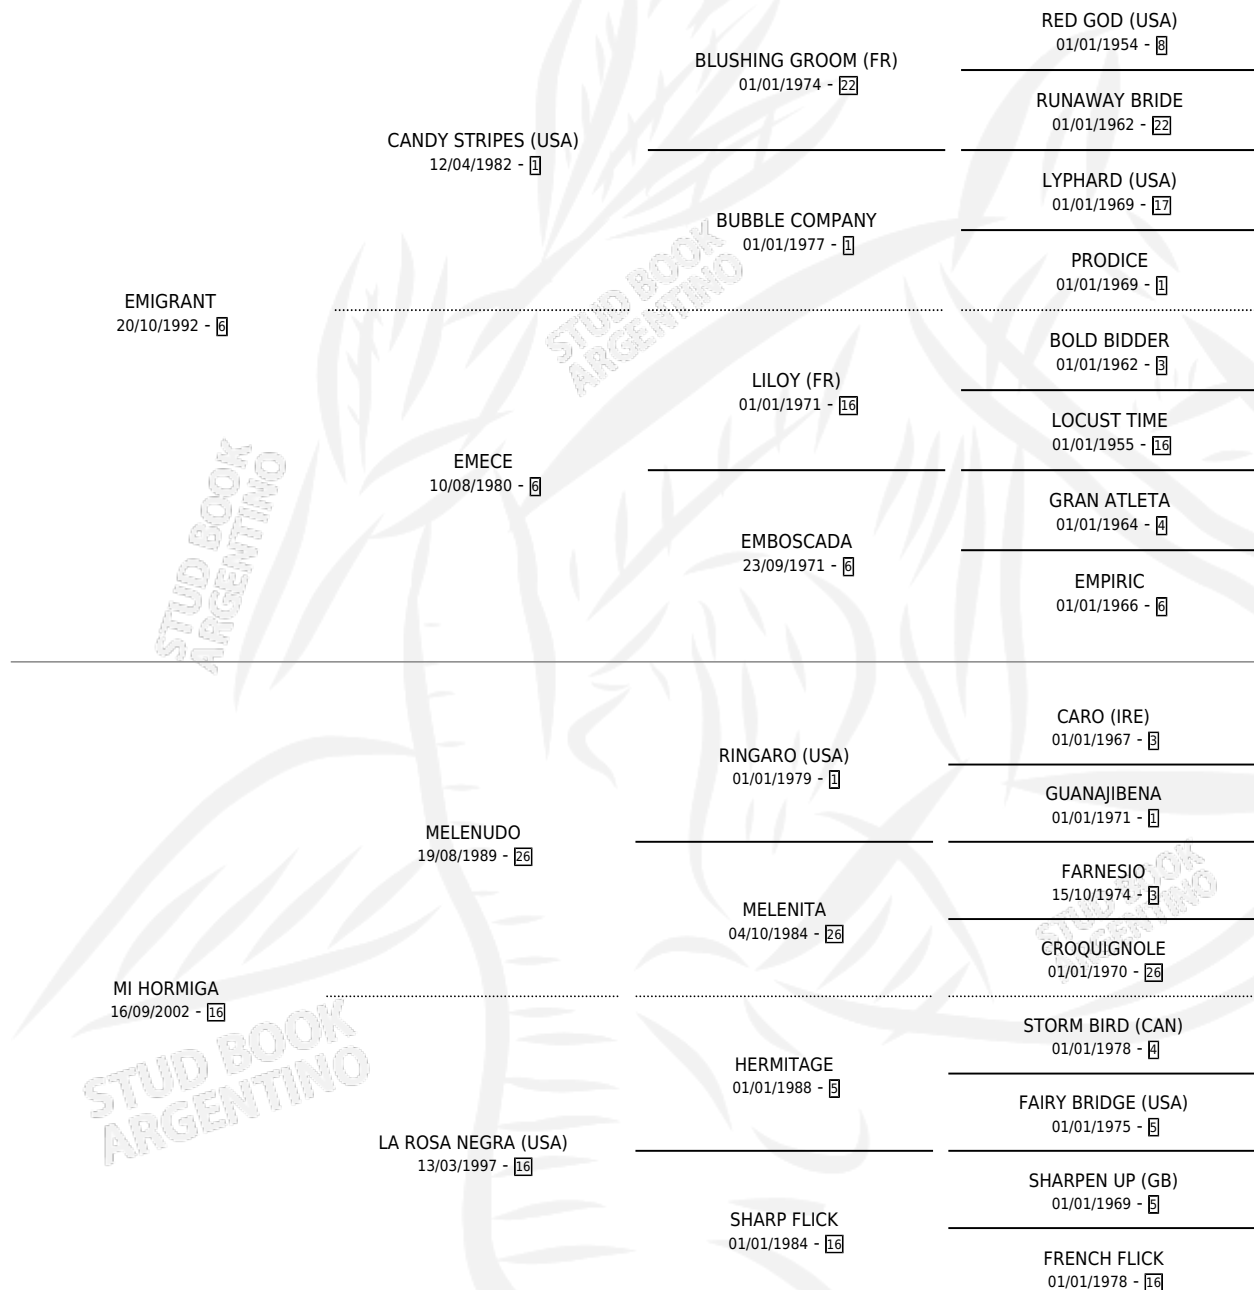 RED GOD (USA)
01/01/1954 - 8
BLUSHING GROOM (FR)
01/01/1974 - 22
RUNAWAY BRIDE
01/01/1962 - 22
CANDY STRIPES (USA)
12/04/1982 - 1
LYPHARD (USA)
01/01/1969 - 17
BUBBLE COMPANY
01/01/1977 - 1
PRODICE
01/01/1969 - 1
EMIGRANT
20/10/1992 - 6
BOLD BIDDER
01/01/1962 - 3
LILOY (FR)
01/01/1971 - 16
LOCUST TIME
01/01/1955 - 16
EMECE
10/08/1980 - 6
GRAN ATLETA
01/01/1964 - 4
EMBOSCADA
23/09/1971 - 6
EMPIRIC
01/01/1966 - 6
CARO (IRE)
01/01/1967 - 3
RINGARO (USA)
01/01/1979 - 1
GUANAJIBENA
01/01/1971 - 1
MELENUDO
19/08/1989 - 26
FARNESIO
15/10/1974 - 3
MELENITA
04/10/1984 - 26
CROQUIGNOLE
01/01/1970 - 26
MI HORMIGA
16/09/2002 - 16
STORM BIRD (CAN)
01/01/1978 - 4
HERMITAGE
01/01/1988 - 5
FAIRY BRIDGE (USA)
01/01/1975 - 5
LA ROSA NEGRA (USA)
13/03/1997 - 16
SHARPEN UP (GB)
01/01/1969 - 5
SHARP FLICK
01/01/1984 - 16
FRENCH FLICK
01/01/1978 - 16
STUD BOOK
ARGENTINO
STUD BOOK
ARGENTINO
STUD BOOK
ARGENTINO
STUD BOOK
ARGENTINO